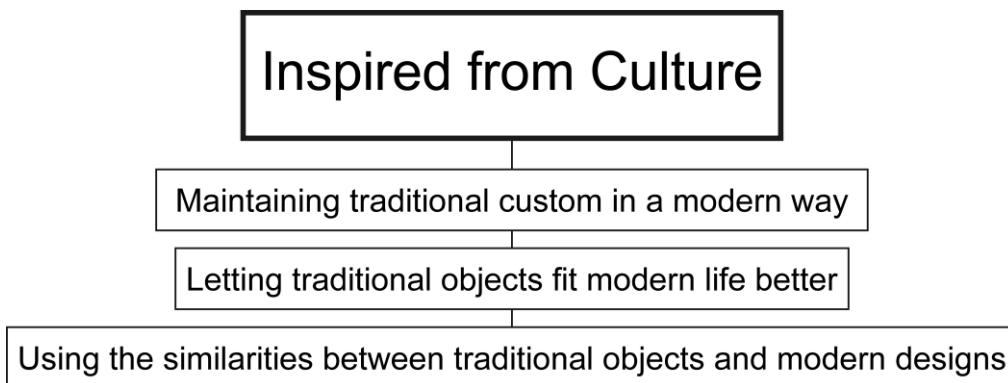 Inspired from Culture
Maintaining traditional custom in a modern way
Letting traditional objects fit modern life better
Using the similarities between traditional objects and modern designs